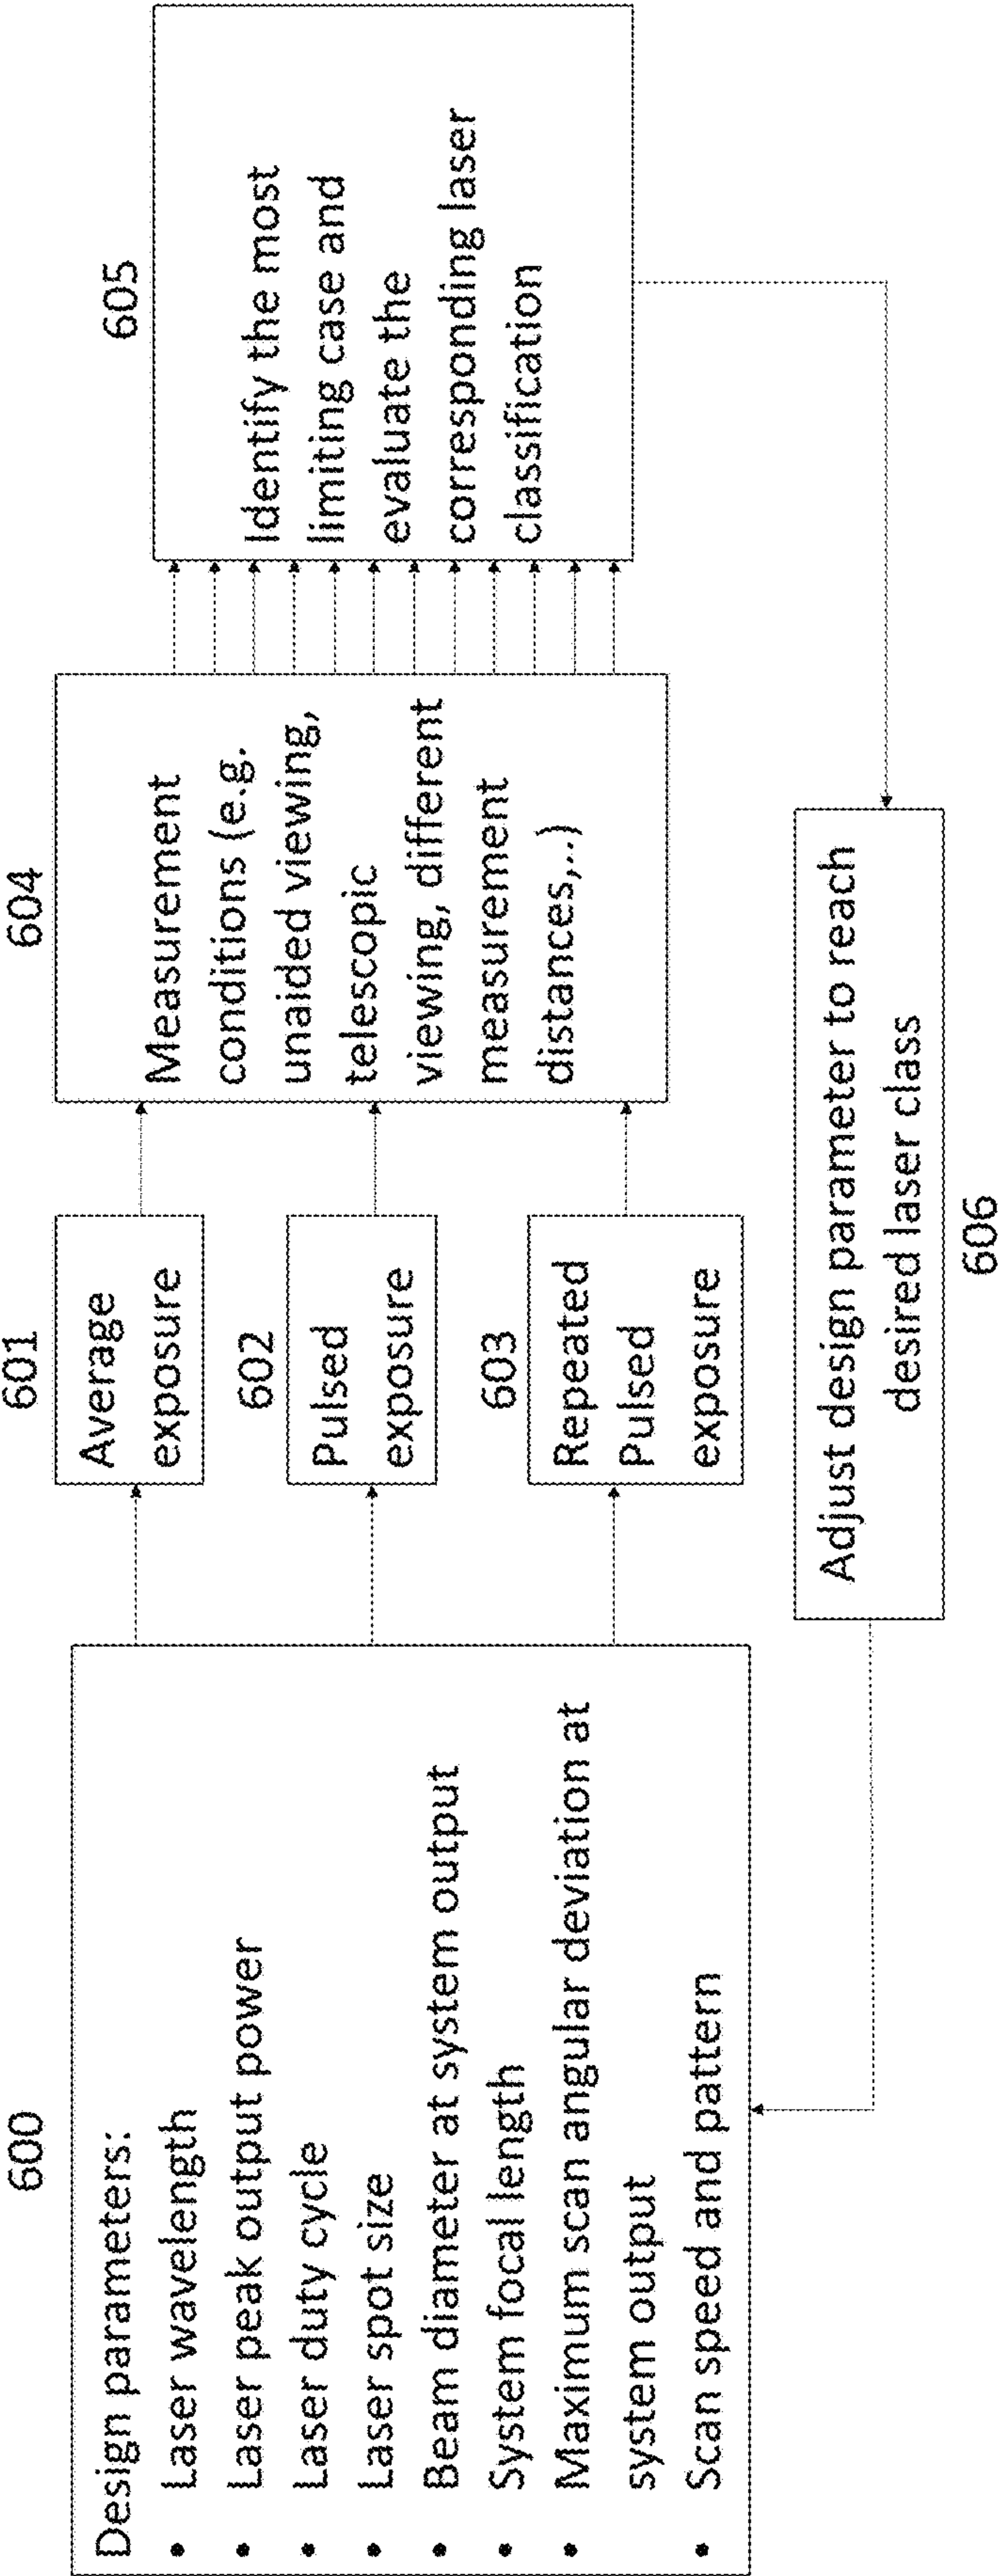 600
Design parameters:
• Laser wavelength
• Laser peak output power
• Laser duty cycle
• Laser spot size
• Beam diameter at system output
• System focal length
• Maximum scan angular deviation at
system output
• Scan speed and pattern
601
Average
exposure
602
Pulsed
exposure
603
Repeated
Pulsed
exposure
604
Measurement
conditions (e.g.
unaided viewing,
telescopic
viewing, different
measurement
distances,..)
605
Identify the most
limiting case and
evaluate the
corresponding laser
classification
Adjust design parameter to reach
desired laser class
606